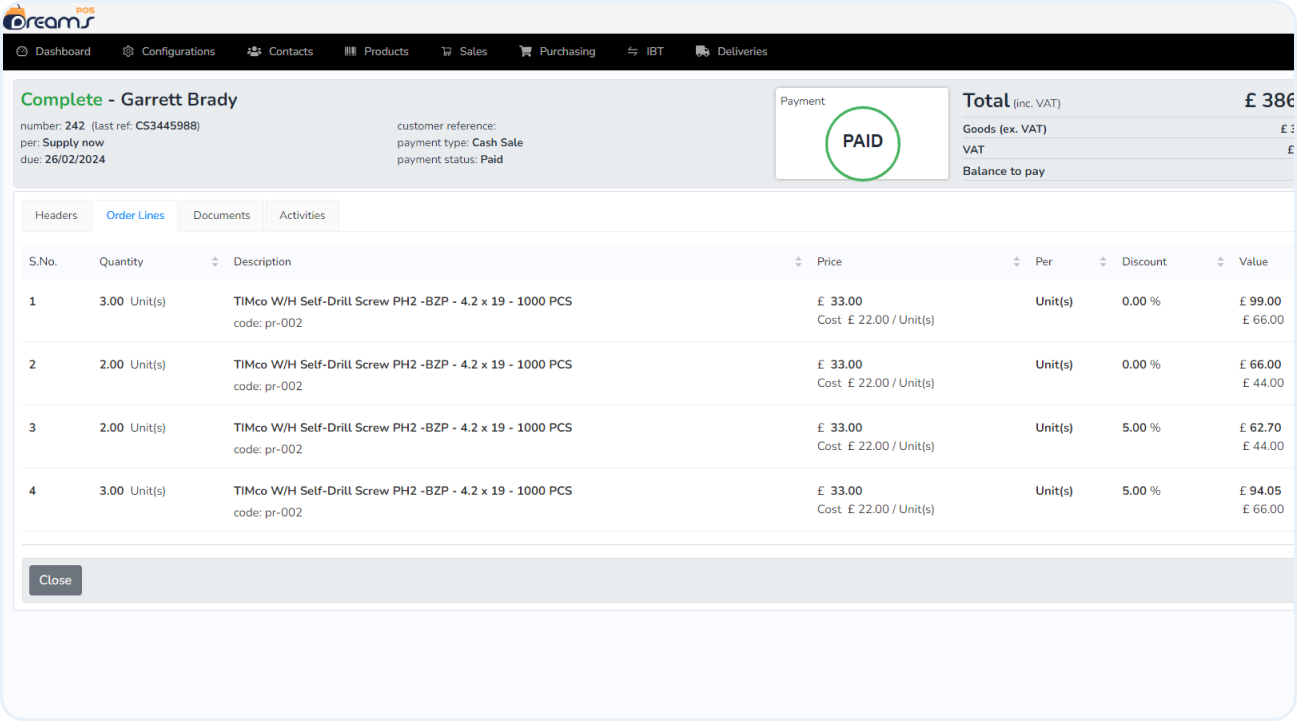 POS
Dreams
Dashboard Configurations Contacts Products Sales Purchasing IBT Deliveries
Complete - Garrett Brady
number: 242 (last ref: CS3445988)
per: Supply now
due: 26/02/2024
customer reference:
payment type: Cash Sale
payment status: Paid
Payment
PAID
Total (inc. VAT) £ 386
Goods (ex. VAT) £ 3
VAT £
Balance to pay
Headers Order Lines Documents Activities
S.No. Quantity Description Price Per Discount Value
1 3.00 Unit(s) TIMco W/H Self-Drill Screw PH2 -BZP - 4.2 x 19 - 1000 PCS £ 33.00 Unit(s) 0.00 % £ 99.00
code: pr-002 Cost £ 22.00 / Unit(s) £ 66.00
2 2.00 Unit(s) TIMco W/H Self-Drill Screw PH2 -BZP - 4.2 x 19 - 1000 PCS £ 33.00 Unit(s) 0.00 % £ 66.00
code: pr-002 Cost £ 22.00 / Unit(s) £ 44.00
3 2.00 Unit(s) TIMco W/H Self-Drill Screw PH2 -BZP - 4.2 x 19 - 1000 PCS £ 33.00 Unit(s) 5.00 % £ 62.70
code: pr-002 Cost £ 22.00 / Unit(s) £ 44.00
4 3.00 Unit(s) TIMco W/H Self-Drill Screw PH2 -BZP - 4.2 x 19 - 1000 PCS £ 33.00 Unit(s) 5.00 % £ 94.05
code: pr-002 Cost £ 22.00 / Unit(s) £ 66.00
Close